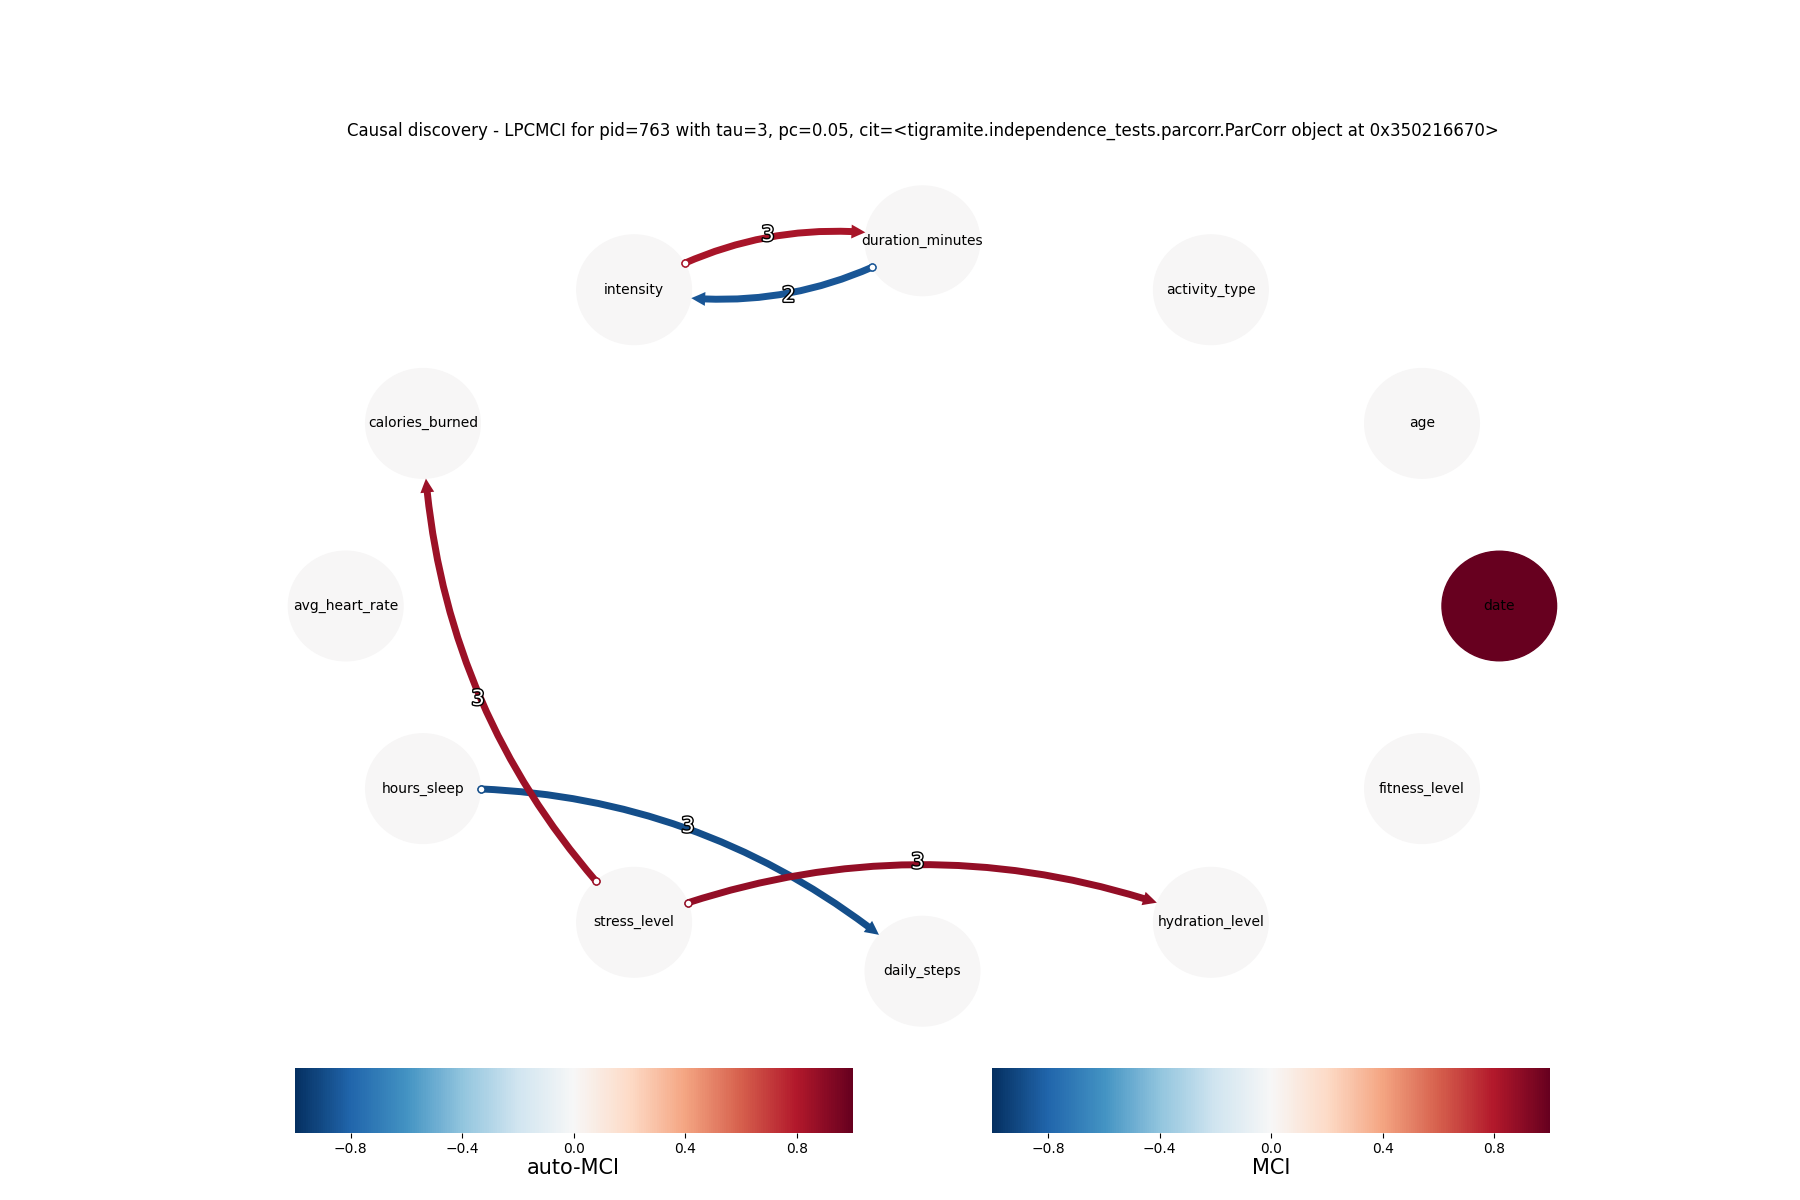 Causal discovery - LPCMCI for pid=763 with tau=3, pc=0.05, cit=<tigramite.independence_tests.parcorr.ParCorr object at 0x350216670>
3
duration_minutes
intensity
2
activity_type
calories_burned
age
avg_heart_rate
date
3
hours_sleep
3
fitness_level
3
stress_level
hydration_level
daily_steps
−0.8 −0.4 0.0 0.4 0.8
auto-MCI
−0.8 −0.4 0.0 0.4 0.8
MCI